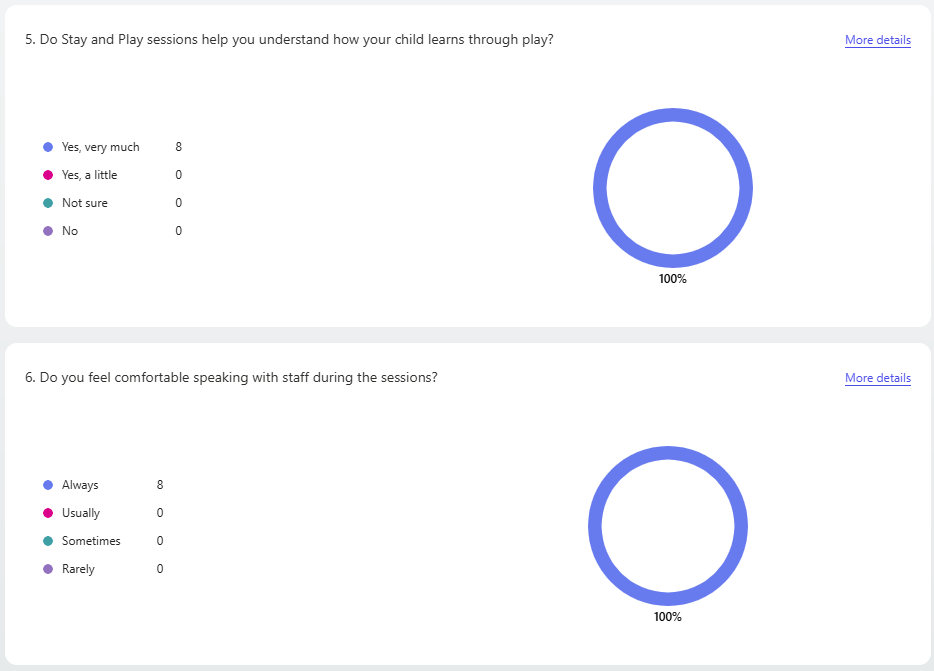 5. Do Stay and Play sessions help you understand how your child learns through play?
More details
Yes, very much 8
Yes, a little 0
Not sure 0
No 0
100%
6. Do you feel comfortable speaking with staff during the sessions?
More details
Always 8
Usually 0
Sometimes 0
Rarely 0
100%